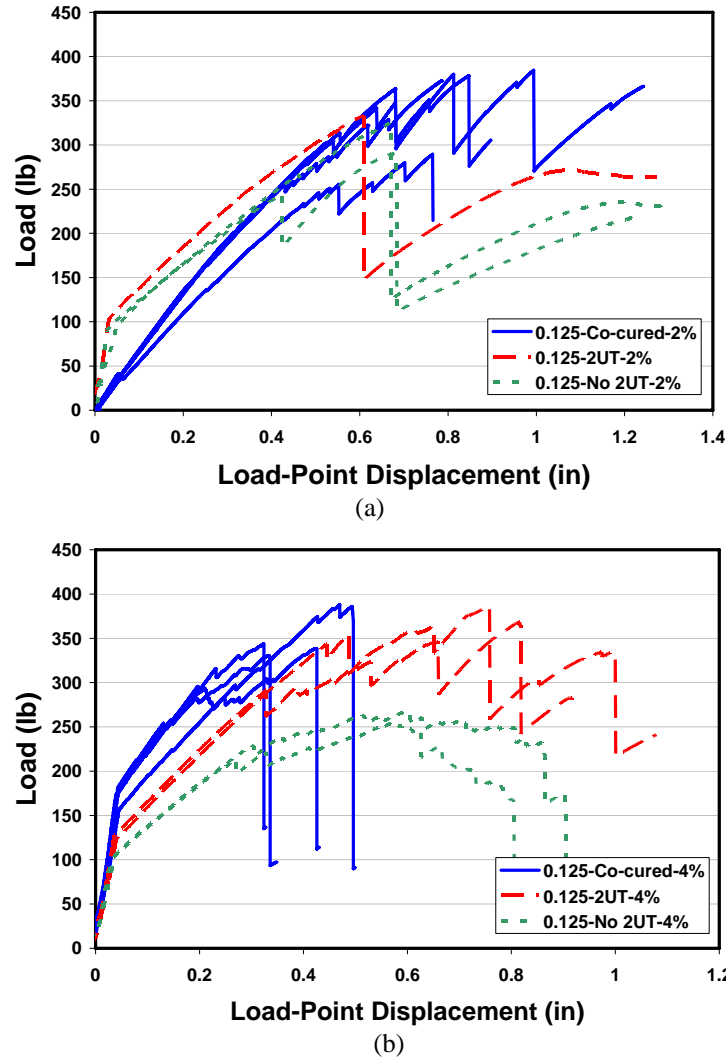 450
400
350
300
250
200
150
100
50
0
Load (lb)
0.125-Co-cured-2%
0.125-2UT-2%
0.125-No 2UT-2%
0 0.2 0.4 0.6 0.8 1 1.2 1.4
Load-Point Displacement (in)
(a)
450
400
350
300
250
200
150
100
50
0
Load (lb)
0.125-Co-cured-4%
0.125-2UT-4%
0.125-No 2UT-4%
0 0.2 0.4 0.6 0.8 1 1.2
Load-Point Displacement (in)
(b)